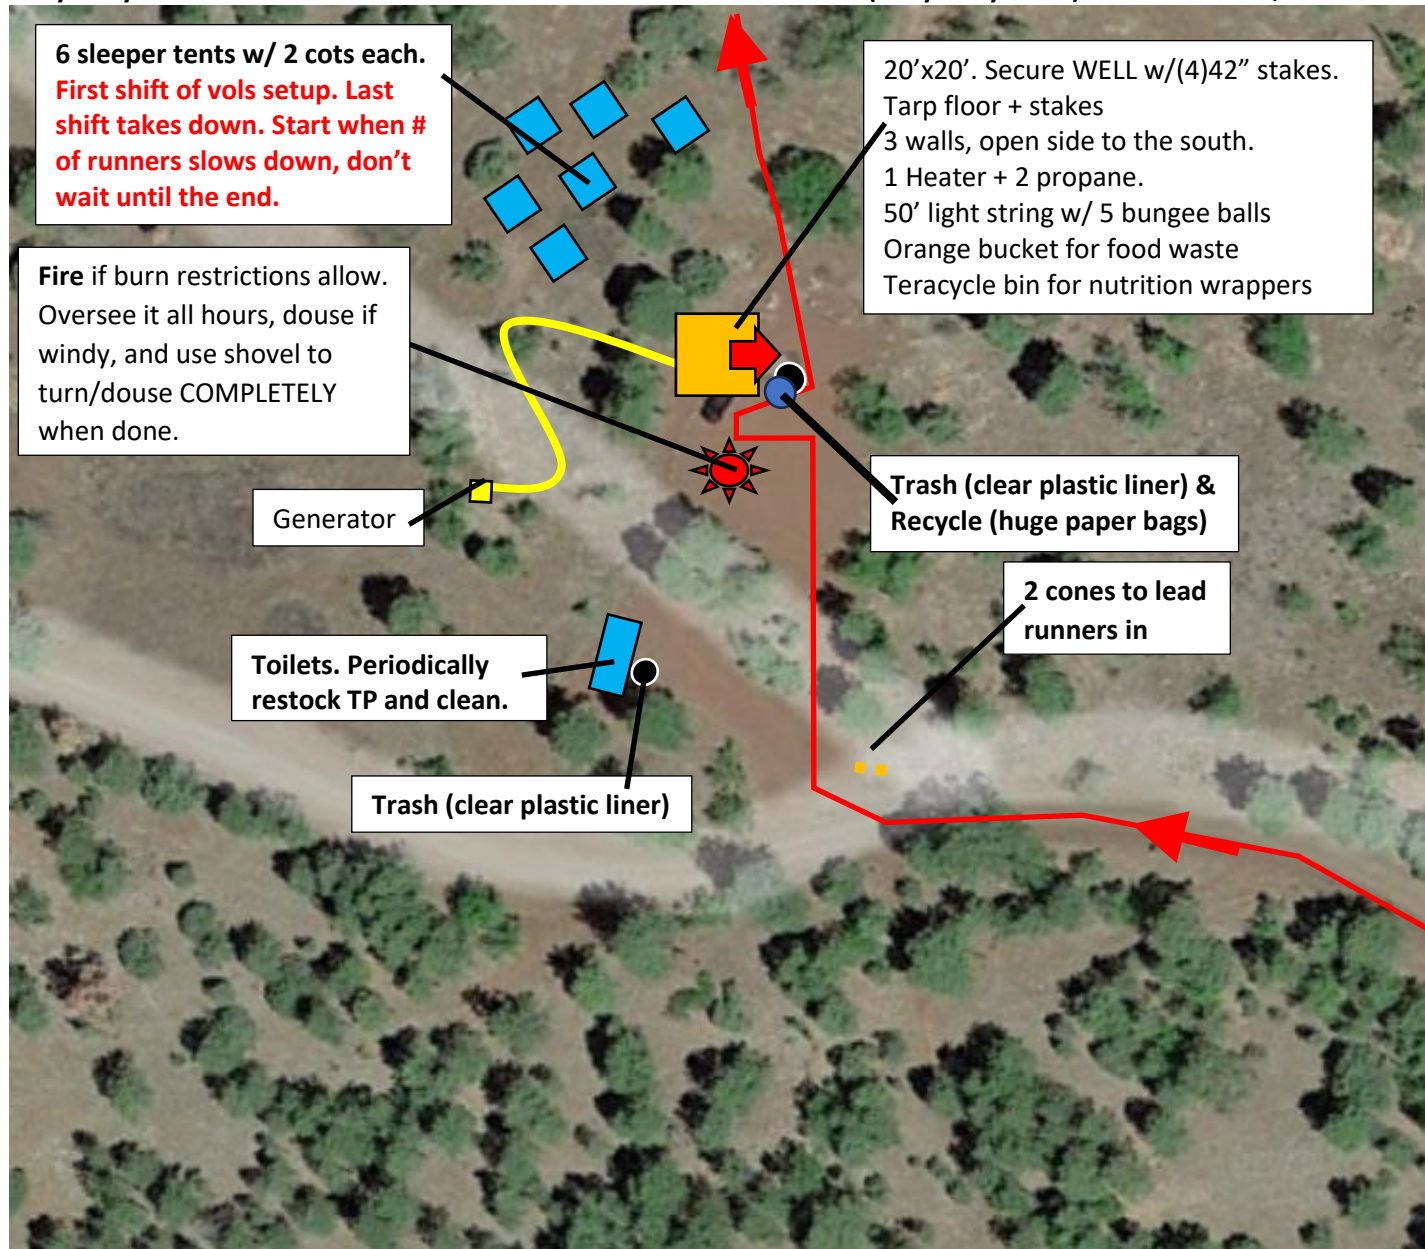 6 sleeper tents w/ 2 cots each.
First shift of vols setup. Last
shift takes down. Start when #
of runners slows down, don’t
wait until the end.
20’x20’. Secure WELL w/(4)42” stakes.
Tarp floor + stakes
3 walls, open side to the south.
1 Heater + 2 propane.
50’ light string w/ 5 bungee balls
Orange bucket for food waste
Teracycle bin for nutrition wrappers
Fire if burn restrictions allow.
Oversee it all hours, douse if
windy, and use shovel to
turn/douse COMPLETELY
when done.
Generator
Trash (clear plastic liner) &
Recycle (huge paper bags)
2 cones to lead
runners in
Toilets. Periodically
restock TP and clean.
Trash (clear plastic liner)